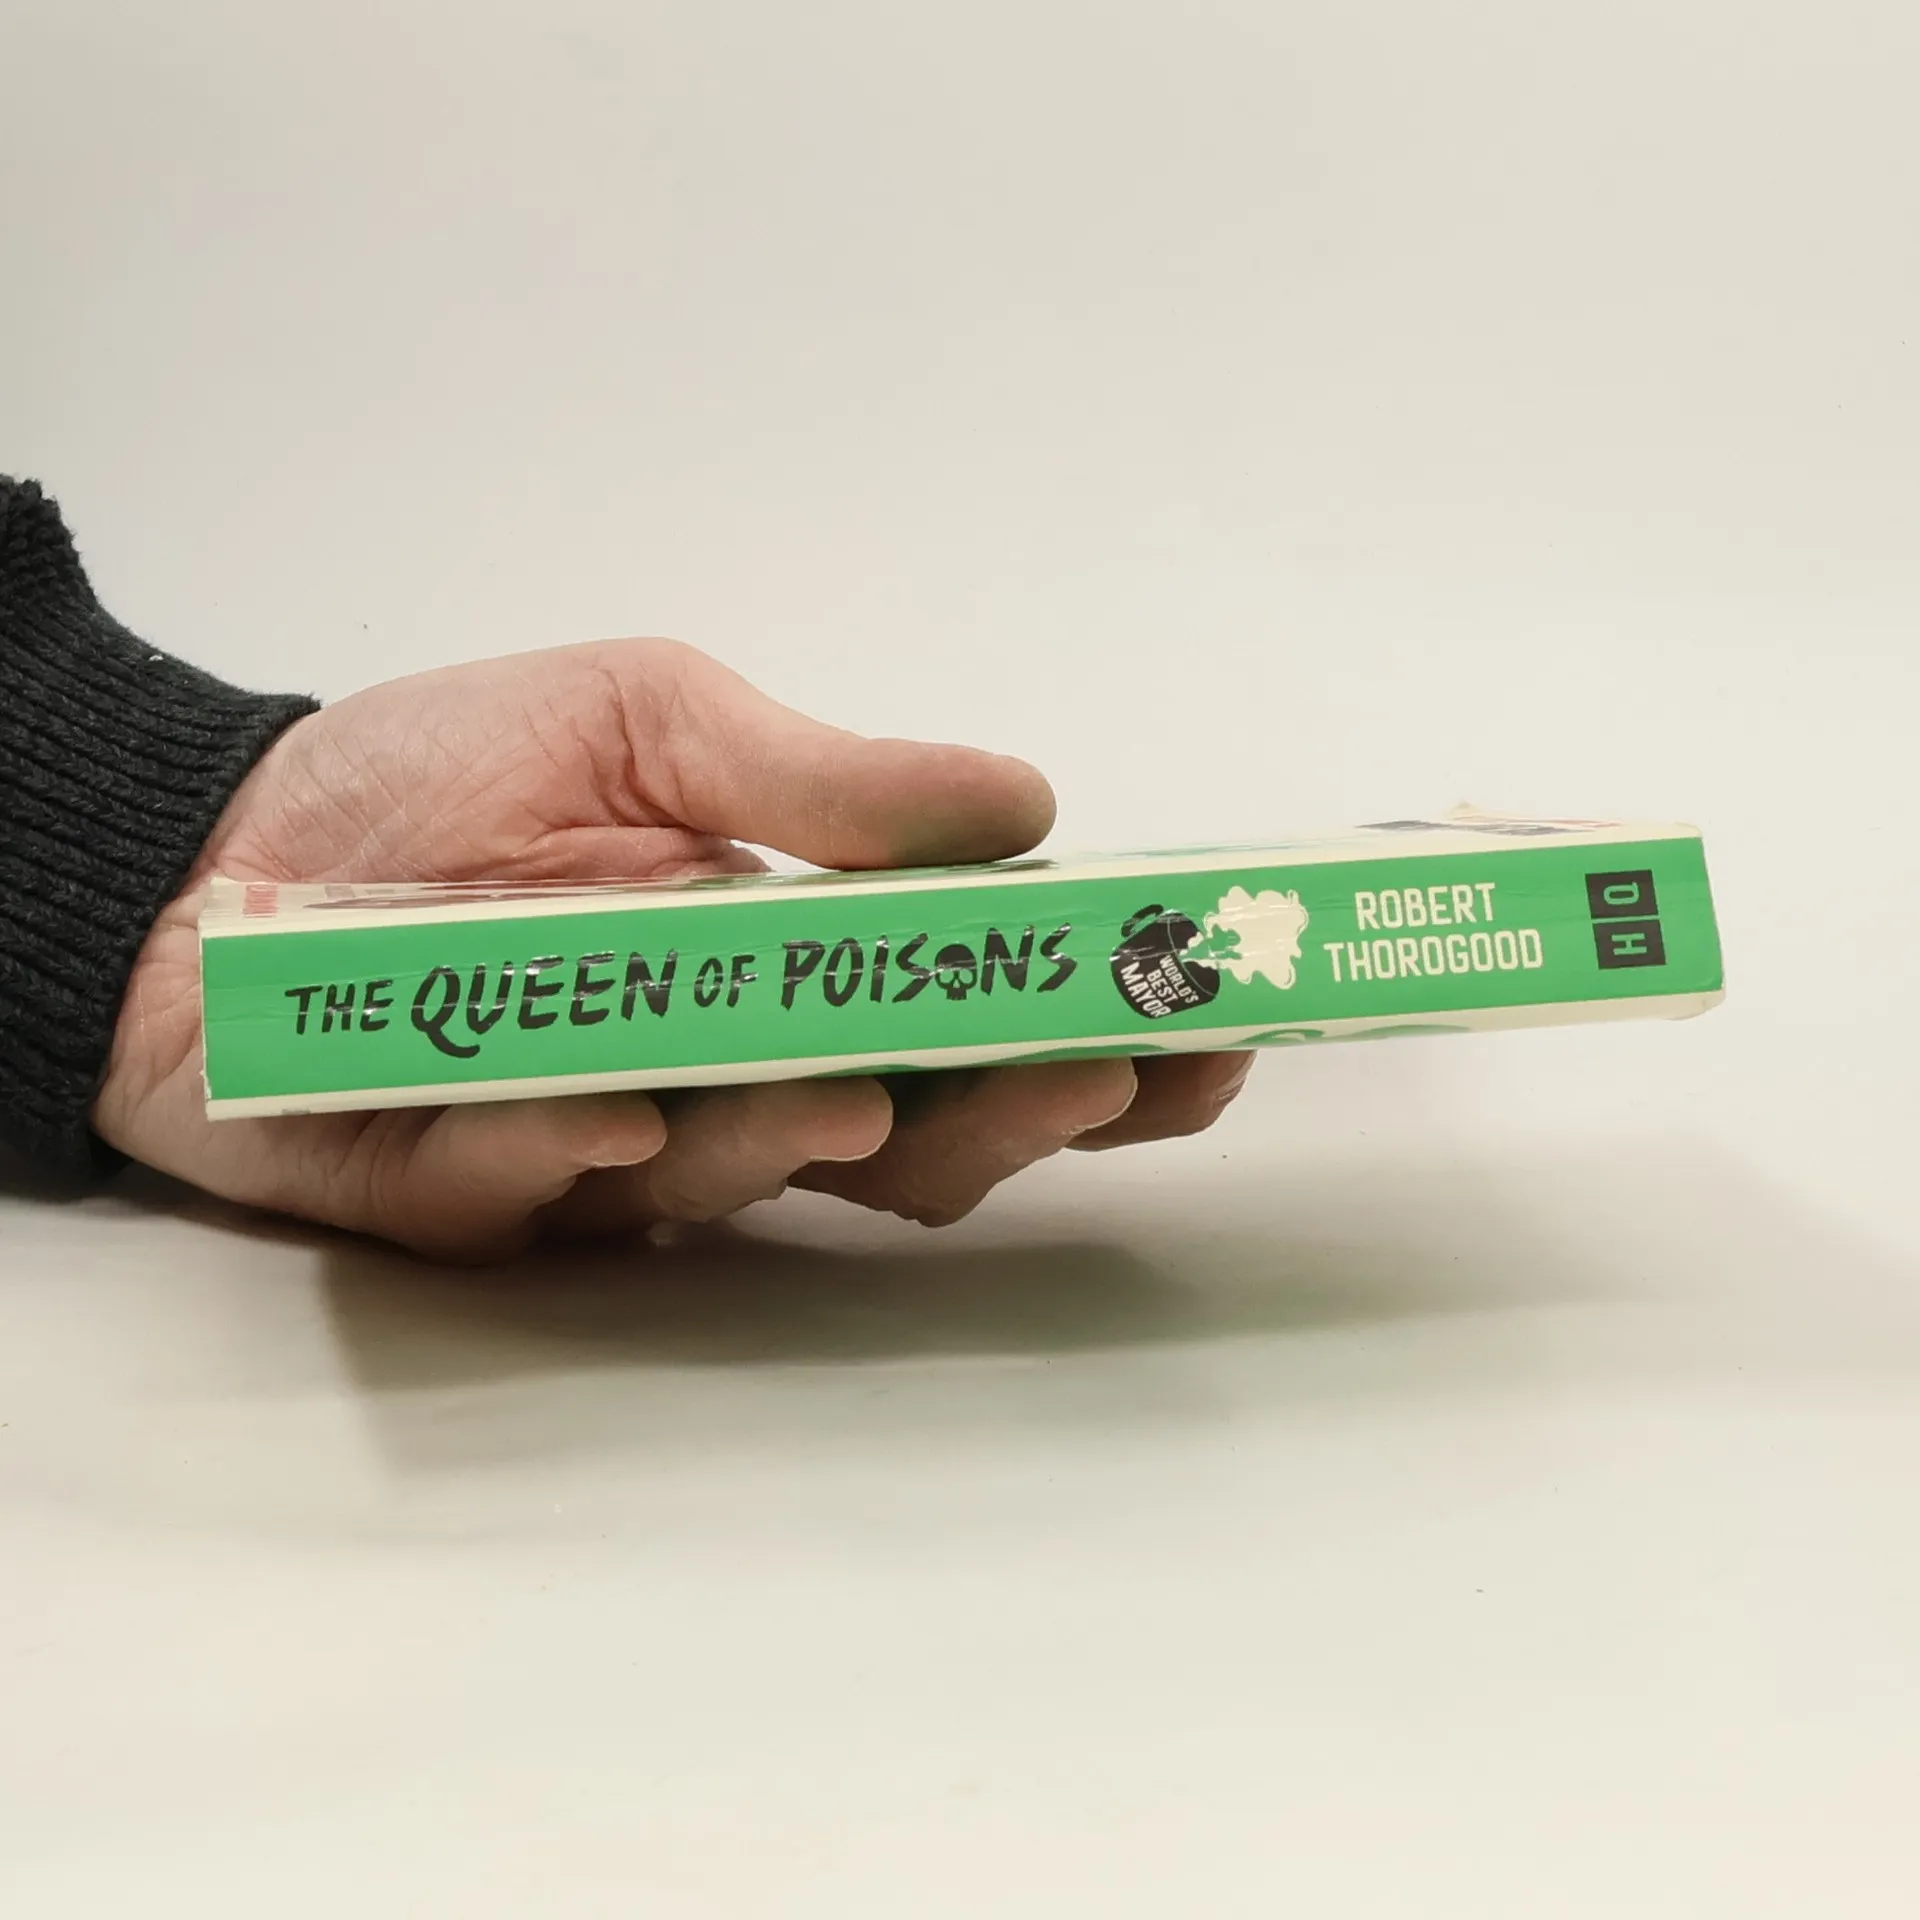 THE QUEEN OF POISONS
WORLD'S
BEST
MAYOR
ROBERT
THOROGOOD
HQ